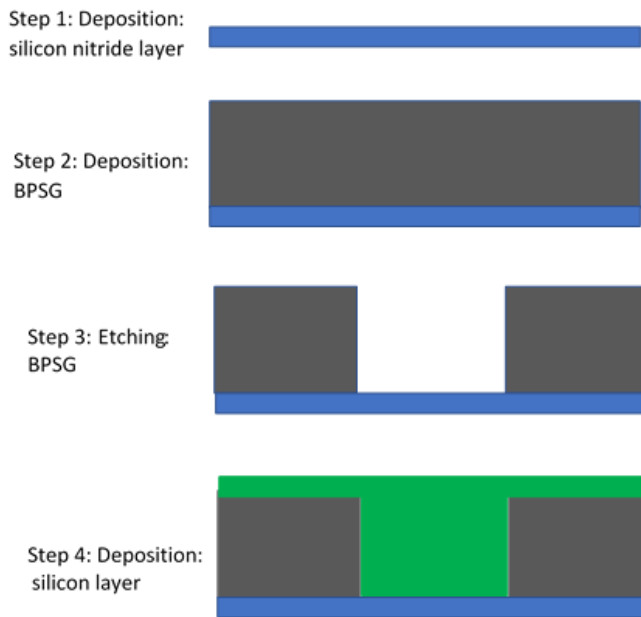 Step 1: Deposition:
silicon nitride layer
Step 2: Deposition:
BPSG
Step 3: Etching:
BPSG
Step 4: Deposition:
silicon layer